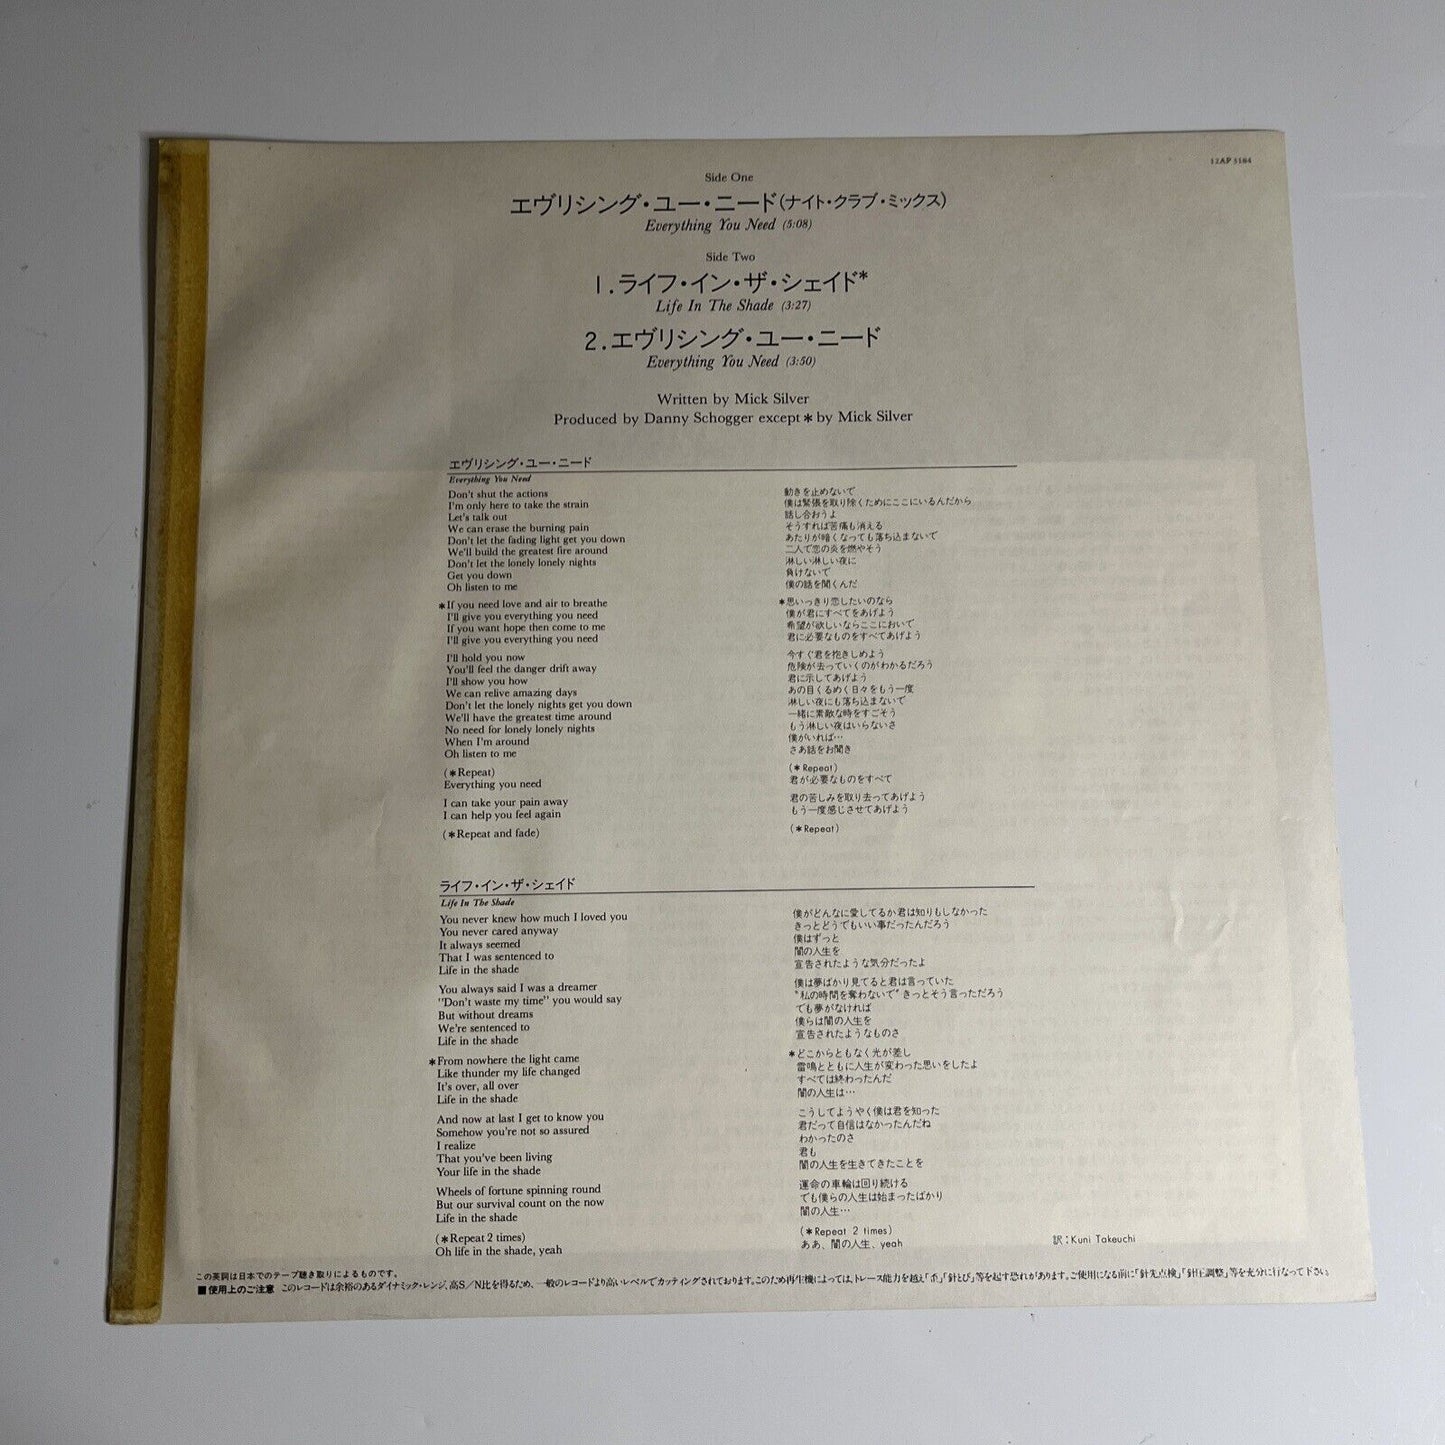 12AP 3184
Side One
エヴリシング・ユー・ニード(ナイト・クラブ・ミックス)
Everything You Need (5:08)
Side Two
1.ライフ・イン・ザ・シェイド*
Life In The Shade (3:27)
2.エヴリシング・ユー・ニード
Everything You Need (3:50)
Written by Mick Silver
Produced by Danny Schogger except * by Mick Silver
エヴリシング・ユー・ニード
Everything You Need
Don't shut the actions
I'm only here to take the strain
Let's talk out
We can erase the burning pain
Don't let the fading light get you down
We'll build the greatest fire around
Don't let the lonely lonely nights
Get you down
Oh listen to me
*If you need love and air to breathe
I'll give you everything you need
If you want hope then come to me
I'll give you everything you need
I'll hold you now
You'll feel the danger drift away
I'll show you how
We can relive amazing days
Don't let the lonely nights get you down
We'll have the greatest time around
No need for lonely lonely nights
When I'm around
Oh listen to me
(*Repeat)
Everything you need
I can take your pain away
I can help you feel again
(*Repeat and fade)
動きを止めないで
僕は緊張を取り除くためにここにいるんだから
話し合おうよ
そうすれば苦痛も消える
あたりが暗くなっても落ち込まないで
二人で恋の炎を燃やそう
淋しい淋しい夜に
負けないで
僕の話を聞くんだ
*思いっきり恋したいのなら
僕が君にすべてをあげよう
希望が欲しいならここにおいで
君に必要なものをすべてあげよう
今すぐ君を抱きしめよう
危険が去っていくのがわかるだろう
君に示してあげよう
あの目くるめく日々をもう一度
淋しい夜にも落ち込まないで
一緒に素敵な時をすごそう
もう淋しい夜はいらないさ
僕がいれば…
さあ話をお聞き
(*Repeat)
君が必要なものをすべて
君の苦しみを取り去ってあげよう
もう一度感じさせてあげよう
(*Repeat)
ライフ・イン・ザ・シェイド
Life In The Shade
You never knew how much I loved you
You never cared anyway
It always seemed
That I was sentenced to
Life in the shade
You always said I was a dreamer
"Don't waste my time" you would say
But without dreams
We're sentenced to
Life in the shade
*From nowhere the light came
Like thunder my life changed
It's over, all over
Life in the shade
And now at last I get to know you
Somehow you're not so assured
I realize
That you've been living
Your life in the shade
Wheels of fortune spinning round
But our survival count on the now
Life in the shade
(*Repeat 2 times)
Oh life in the shade, yeah
僕がどんなに愛してるか君は知りもしなかった
きっとどうでもいい事だったんだろう
僕はずっと
闇の人生を
宣告されたような気分だったよ
僕は夢ばかり見てると君は言っていた
"私の時間を奪わないで" きっとそう言っただろう
でも夢がなければ
僕らは闇の人生を
宣告されたようなものさ
*どこからともなく光が差し
雷鳴とともに人生が変わった思いをしたよ
すべては終わったんだ
闇の人生は…
こうしてようやく僕は君を知った
君だって自信はなかったんだね
わかったのさ
君も
闇の人生を生きてきたことを
運命の車輪は回り続ける
でも僕らの人生は始まったばかり
闇の人生…
(*Repeat 2 times)
ああ、闇の人生、yeah
訳:Kuni Takeuchi
この英詞は日本でのテープ聴き取りによるものです。
■使用上のご注意 このレコードは余裕のあるダイナミック・レンジ、高S/N比を得るため、一般のレコードより高いレベルでカッティングされております。このため再生機によっては、トレース能力を越え「歪」「針とび」等を起す恐れがあります。ご使用になる前に「針先点検」「針圧調整」等を充分に行なって下さい。